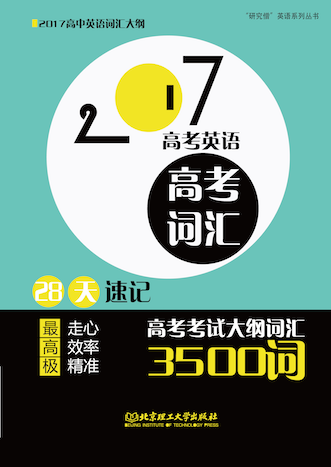 2017高中英语词汇大纲
"研究僧"英语系列丛书
2017
高考英语
高考
词汇
28天速记
最 走心
高 效率
极 精准
高考考试大纲词汇
3500词
北京理工大学出版社
BEIJING INSTITUTE OF TECHNOLOGY PRESS